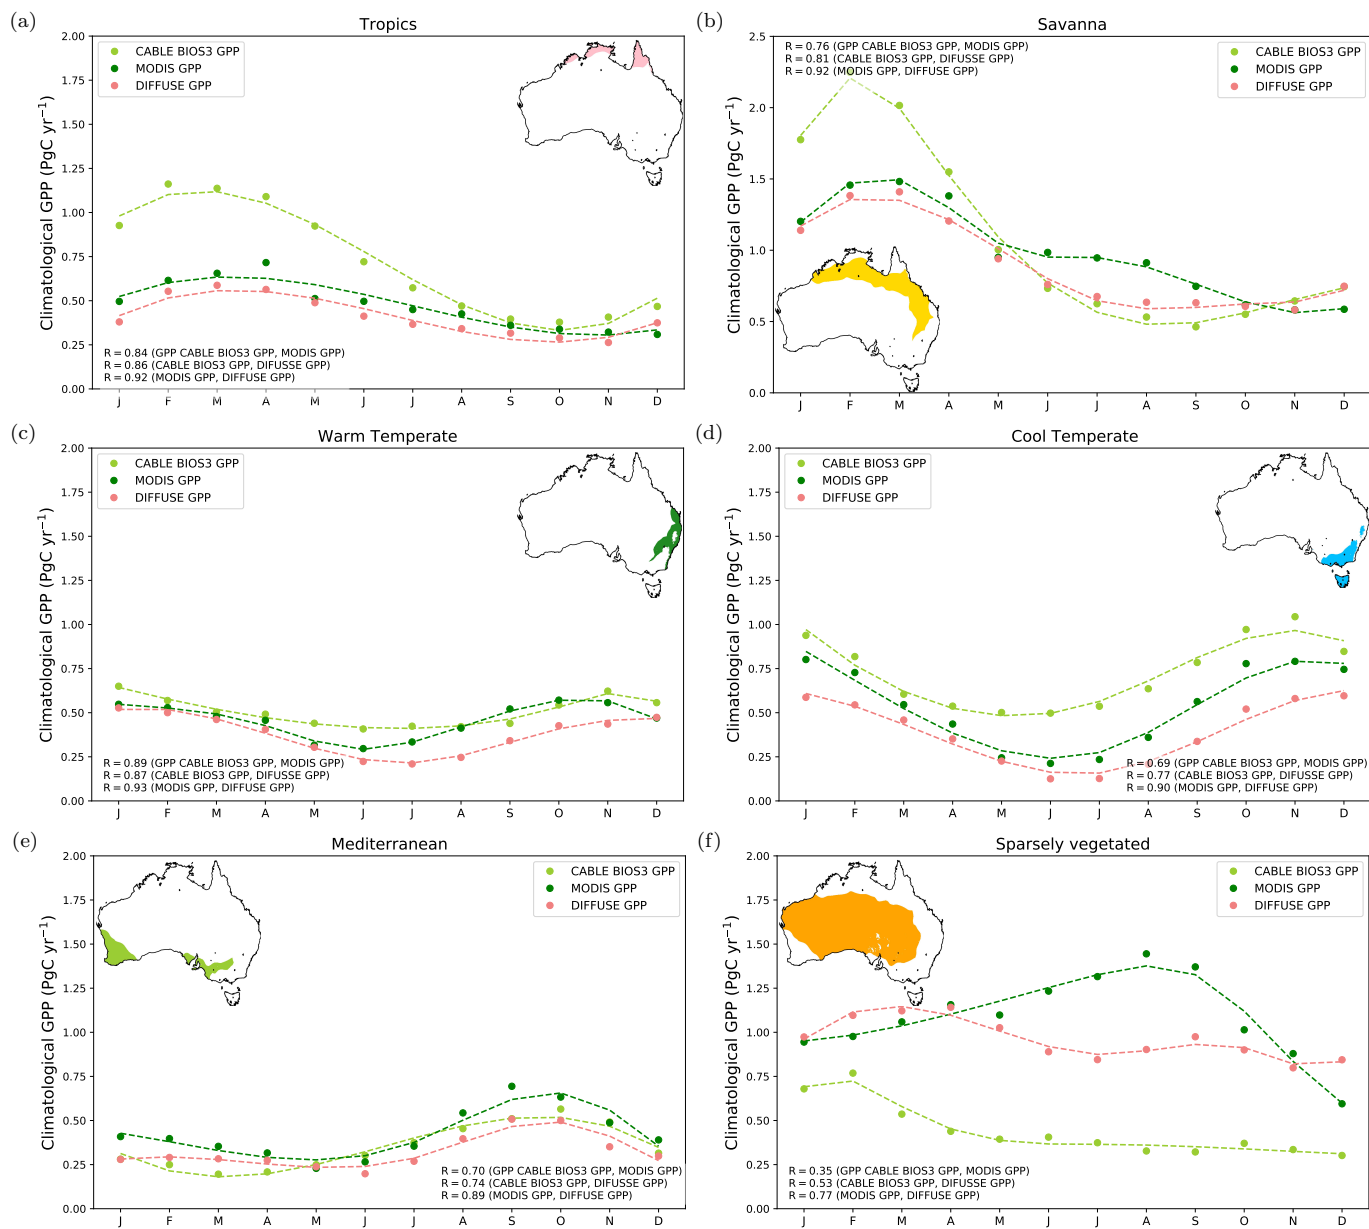 (a)
Tropics
CABLE BIOS3 GPP
MODIS GPP
DIFFUSE GPP
Climatological GPP (PgC yr−1)
2.00
1.75
1.50
1.25
1.00
0.75
0.50
0.25
0.00
R = 0.84 (GPP CABLE BIOS3 GPP, MODIS GPP)
R = 0.86 (CABLE BIOS3 GPP, DIFUSSE GPP)
R = 0.92 (MODIS GPP, DIFFUSE GPP)
J F M A M J J A S O N D
(b)
Savanna
R = 0.76 (GPP CABLE BIOS3 GPP, MODIS GPP)
R = 0.81 (CABLE BIOS3 GPP, DIFUSSE GPP)
R = 0.92 (MODIS GPP, DIFFUSE GPP)
CABLE BIOS3 GPP
MODIS GPP
DIFFUSE GPP
Climatological GPP (PgC yr−1)
2.5
2.0
1.5
1.0
0.5
0.0
J F M A M J J A S O N D
(c)
Warm Temperate
CABLE BIOS3 GPP
MODIS GPP
DIFFUSE GPP
Climatological GPP (PgC yr−1)
2.00
1.75
1.50
1.25
1.00
0.75
0.50
0.25
0.00
R = 0.89 (GPP CABLE BIOS3 GPP, MODIS GPP)
R = 0.87 (CABLE BIOS3 GPP, DIFUSSE GPP)
R = 0.93 (MODIS GPP, DIFFUSE GPP)
J F M A M J J A S O N D
(d)
Cool Temperate
CABLE BIOS3 GPP
MODIS GPP
DIFFUSE GPP
Climatological GPP (PgC yr−1)
2.00
1.75
1.50
1.25
1.00
0.75
0.50
0.25
0.00
R = 0.69 (GPP CABLE BIOS3 GPP, MODIS GPP)
R = 0.77 (CABLE BIOS3 GPP, DIFUSSE GPP)
R = 0.90 (MODIS GPP, DIFFUSE GPP)
J F M A M J J A S O N D
(e)
Mediterranean
CABLE BIOS3 GPP
MODIS GPP
DIFFUSE GPP
Climatological GPP (PgC yr−1)
2.00
1.75
1.50
1.25
1.00
0.75
0.50
0.25
0.00
R = 0.70 (GPP CABLE BIOS3 GPP, MODIS GPP)
R = 0.74 (CABLE BIOS3 GPP, DIFUSSE GPP)
R = 0.89 (MODIS GPP, DIFFUSE GPP)
J F M A M J J A S O N D
(f)
Sparsely vegetated
CABLE BIOS3 GPP
MODIS GPP
DIFFUSE GPP
Climatological GPP (PgC yr−1)
2.00
1.75
1.50
1.25
1.00
0.75
0.50
0.25
0.00
R = 0.35 (GPP CABLE BIOS3 GPP, MODIS GPP)
R = 0.53 (CABLE BIOS3 GPP, DIFUSSE GPP)
R = 0.77 (MODIS GPP, DIFFUSE GPP)
J F M A M J J A S O N D